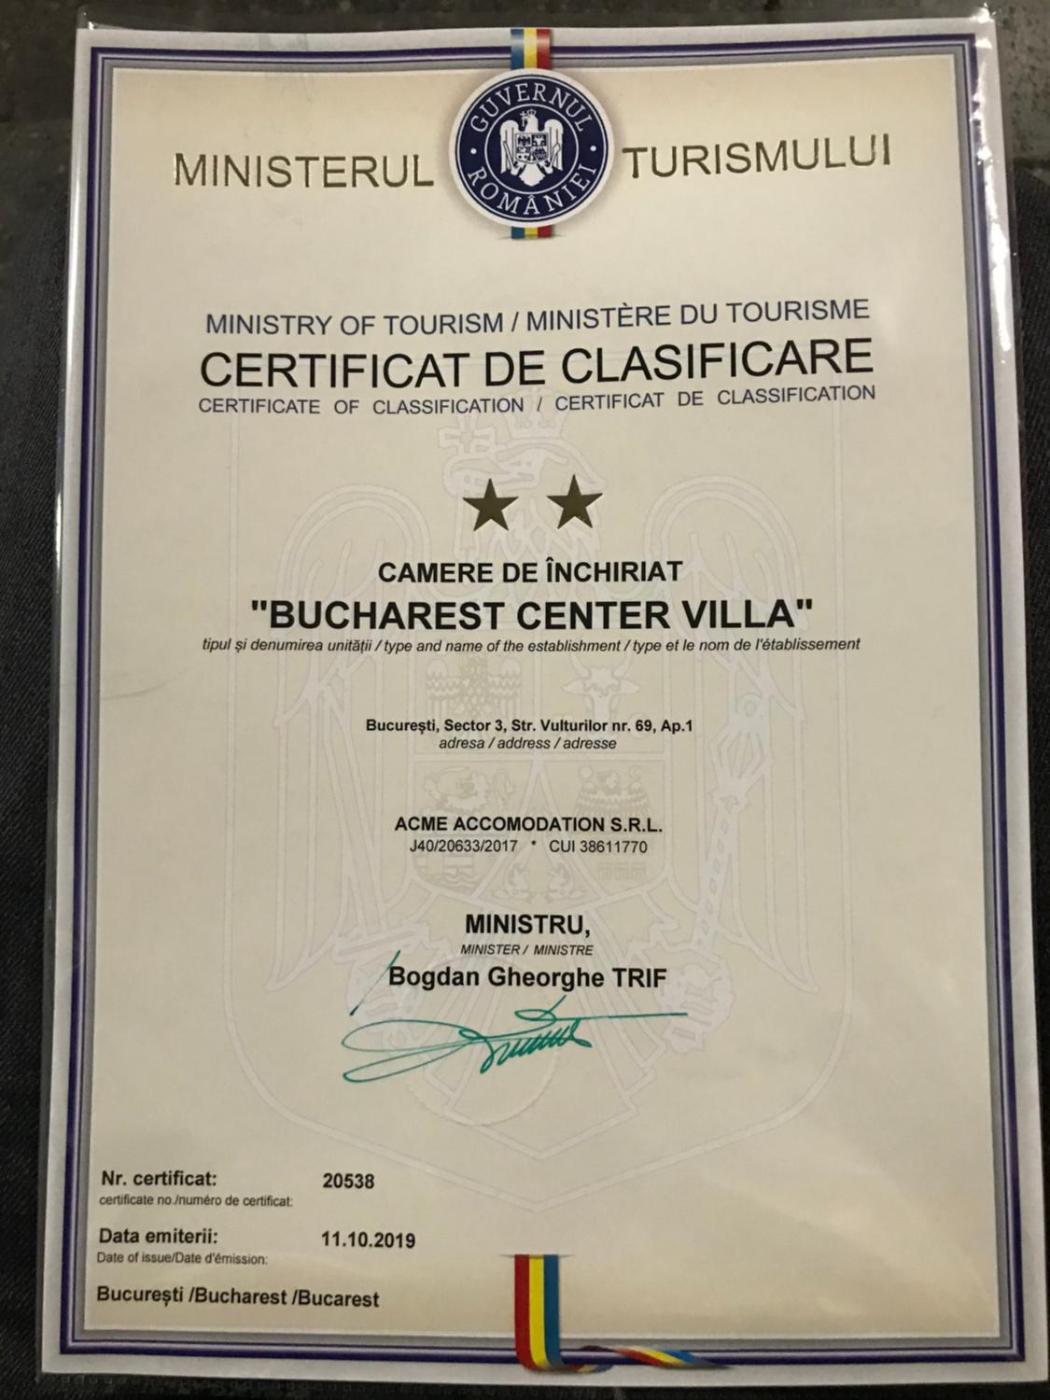 GUVERNUL
ROMÂNIEI
MINISTERUL TURISMULUI
MINISTRY OF TOURISM / MINISTÈRE DU TOURISME
CERTIFICAT DE CLASIFICARE
CERTIFICATE OF CLASSIFICATION / CERTIFICAT DE CLASSIFICATION
CAMERE DE ÎNCHIRIAT
"BUCHAREST CENTER VILLA"
tipul și denumirea unității / type and name of the establishment / type et le nom de l'établissement
București, Sector 3, Str. Vulturilor nr. 69, Ap.1
adresa / address / adresse
ACME ACCOMODATION S.R.L.
J40/20633/2017 * CUI 38611770
MINISTRU,
MINISTER / MINISTRE
Bogdan Gheorghe TRIF
Nr. certificat: 20538
certificate no./numéro de certificat:
Data emiterii: 11.10.2019
Date of issue/Date d'émission:
București /Bucharest /Bucarest